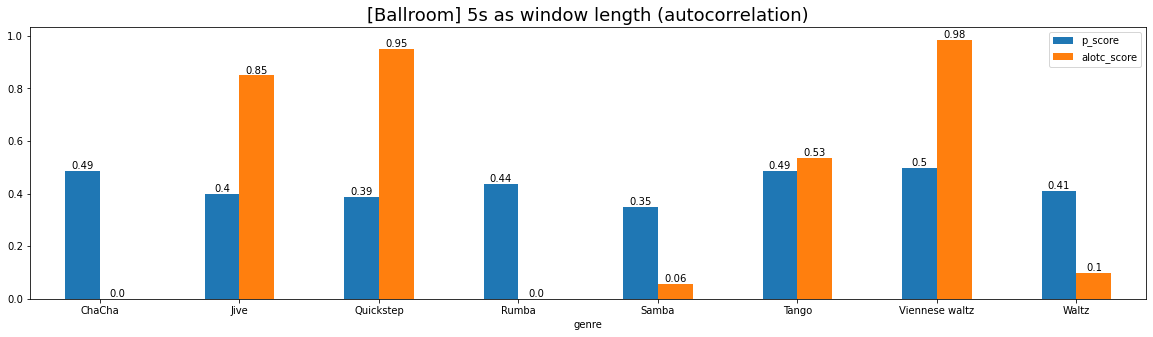 [Ballroom] 5s as window length (autocorrelation)
p_score
alotc_score
1.0
0.8
0.6
0.4
0.2
0.0
0.49
0.0
0.4
0.85
0.39
0.95
0.44
0.0
0.35
0.06
0.49
0.53
0.5
0.98
0.41
0.1
ChaCha
Jive
Quickstep
Rumba
Samba
Tango
Viennese waltz
Waltz
genre